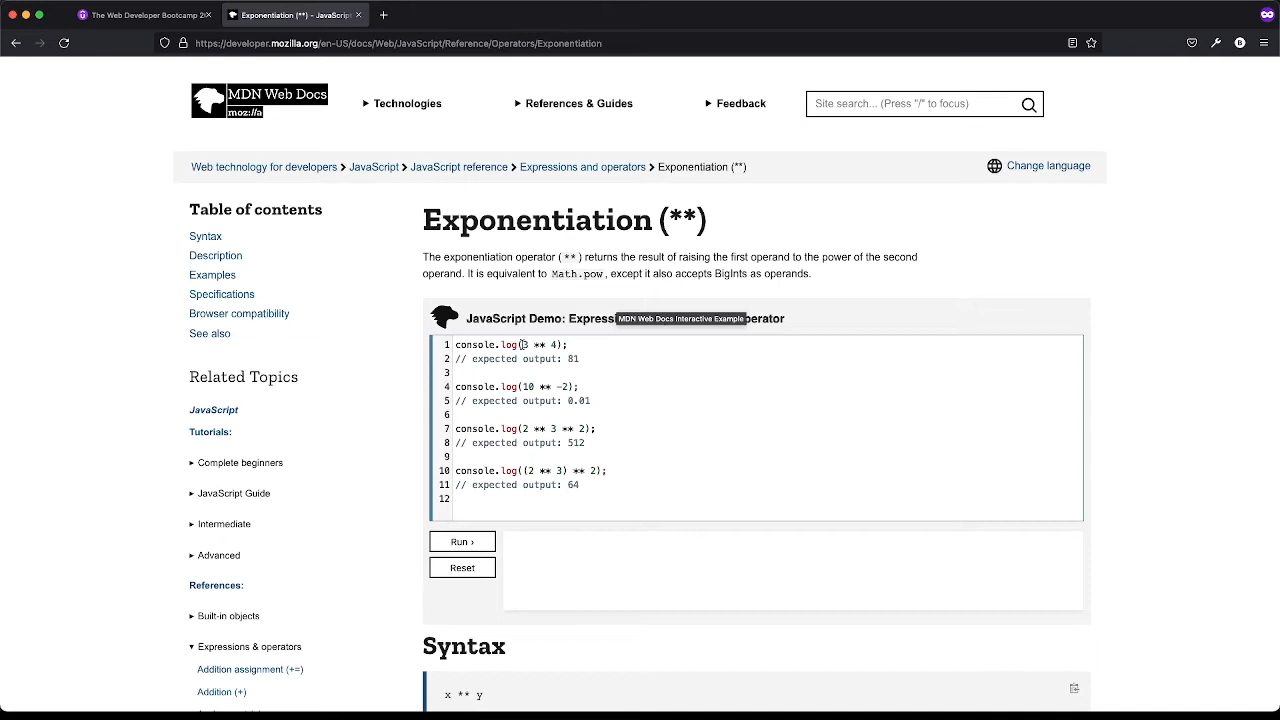 The Web Developer Bootcamp 20
Exponentiation (**) - JavaScript
https://developer.mozilla.org/en-US/docs/Web/JavaScript/Reference/Operators/Exponentiation
MDN Web Docs
moz://a
Technologies
References & Guides
Feedback
Site search... (Press "/" to focus)
Web technology for developers
JavaScript
JavaScript reference
Expressions and operators
Exponentiation (**)
Change language
Table of contents
Syntax
Description
Examples
Specifications
Browser compatibility
See also
Related Topics
JavaScript
Tutorials:
Complete beginners
JavaScript Guide
Intermediate
Advanced
References:
Built-in objects
Expressions & operators
Addition assignment (+=)
Addition (+)
Exponentiation (**)
The exponentiation operator (**) returns the result of raising the first operand to the power of the second
operand. It is equivalent to Math.pow, except it also accepts BigInts as operands.
JavaScript Demo: Express
MDN Web Docs Interactive Example
perator
1 console.log(3 ** 4);
2 // expected output: 81
3
4 console.log(10 ** -2);
5 // expected output: 0.01
6
7 console.log(2 ** 3 ** 2);
8 // expected output: 512
9
10 console.log((2 ** 3) ** 2);
11 // expected output: 64
12
Run ›
Reset
Syntax
x ** y